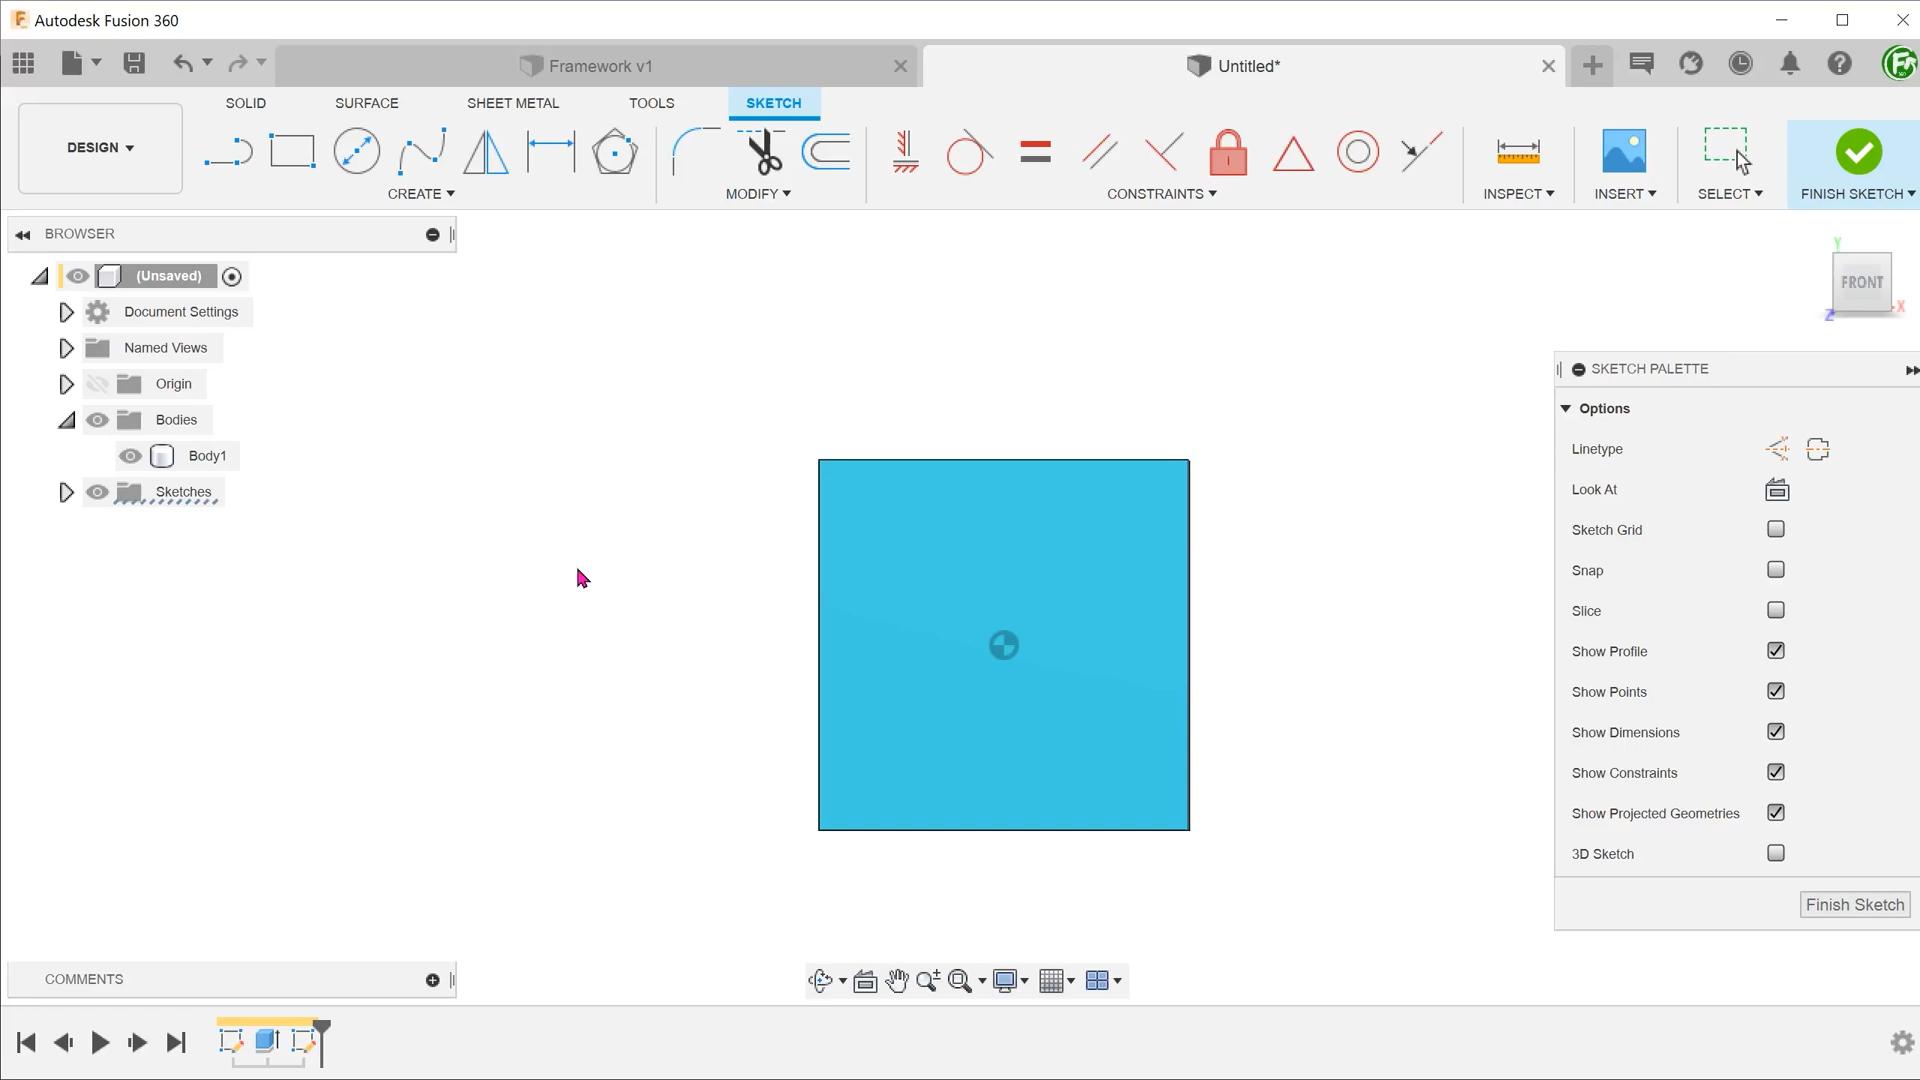 Autodesk Fusion 360
Framework v1
Untitled*
DESIGN
SOLID
SURFACE
SHEET METAL
TOOLS
SKETCH
CREATE
MODIFY
CONSTRAINTS
INSPECT
INSERT
SELECT
FINISH SKETCH
BROWSER
(Unsaved)
Document Settings
Named Views
Origin
Bodies
Body1
Sketches
Y
FRONT
X
Z
SKETCH PALETTE
Options
Linetype
Look At
Sketch Grid
Snap
Slice
Show Profile
Show Points
Show Dimensions
Show Constraints
Show Projected Geometries
3D Sketch
Finish Sketch
COMMENTS